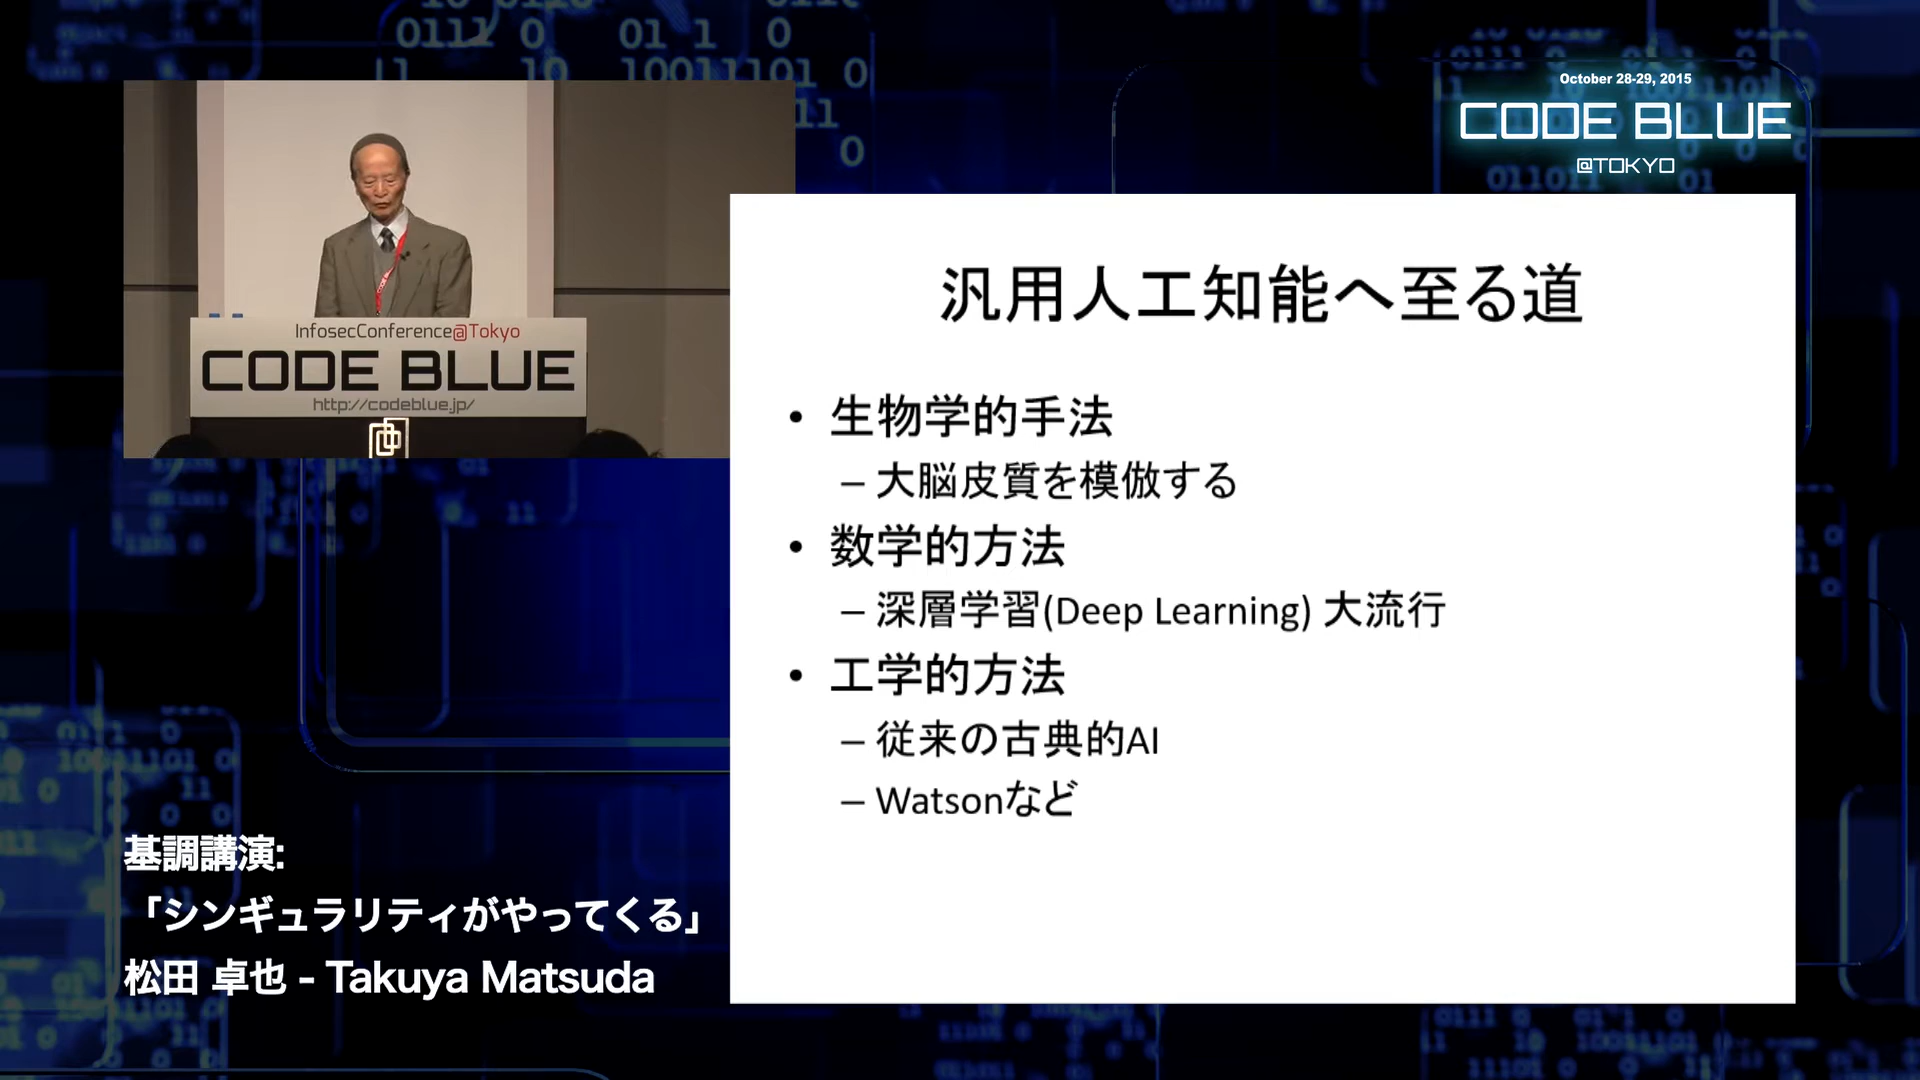 October 28-29, 2015
CODE BLUE
@TOKYO
InfosecConference@Tokyo
CODE BLUE
http://codeblue.jp/
汎用人工知能へ至る道
• 生物学的手法
– 大脳皮質を模倣する
• 数学的方法
– 深層学習(Deep Learning) 大流行
• 工学的方法
– 従来の古典的AI
– Watsonなど
基調講演:
「シンギュラリティがやってくる」
松田 卓也 - Takuya Matsuda